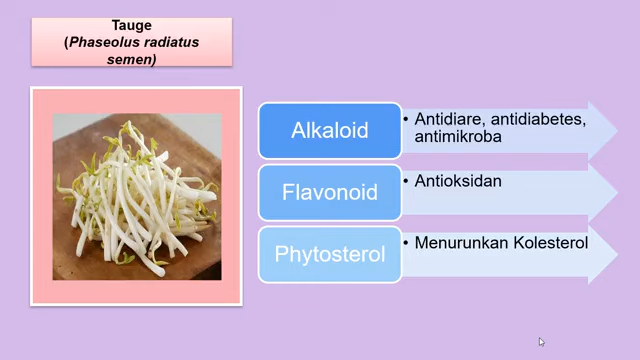 Tauge
(Phaseolus radiatus
semen)
Alkaloid
• Antidiare, antidiabetes,
antimikroba
Flavonoid
• Antioksidan
Phytosterol
• Menurunkan Kolesterol